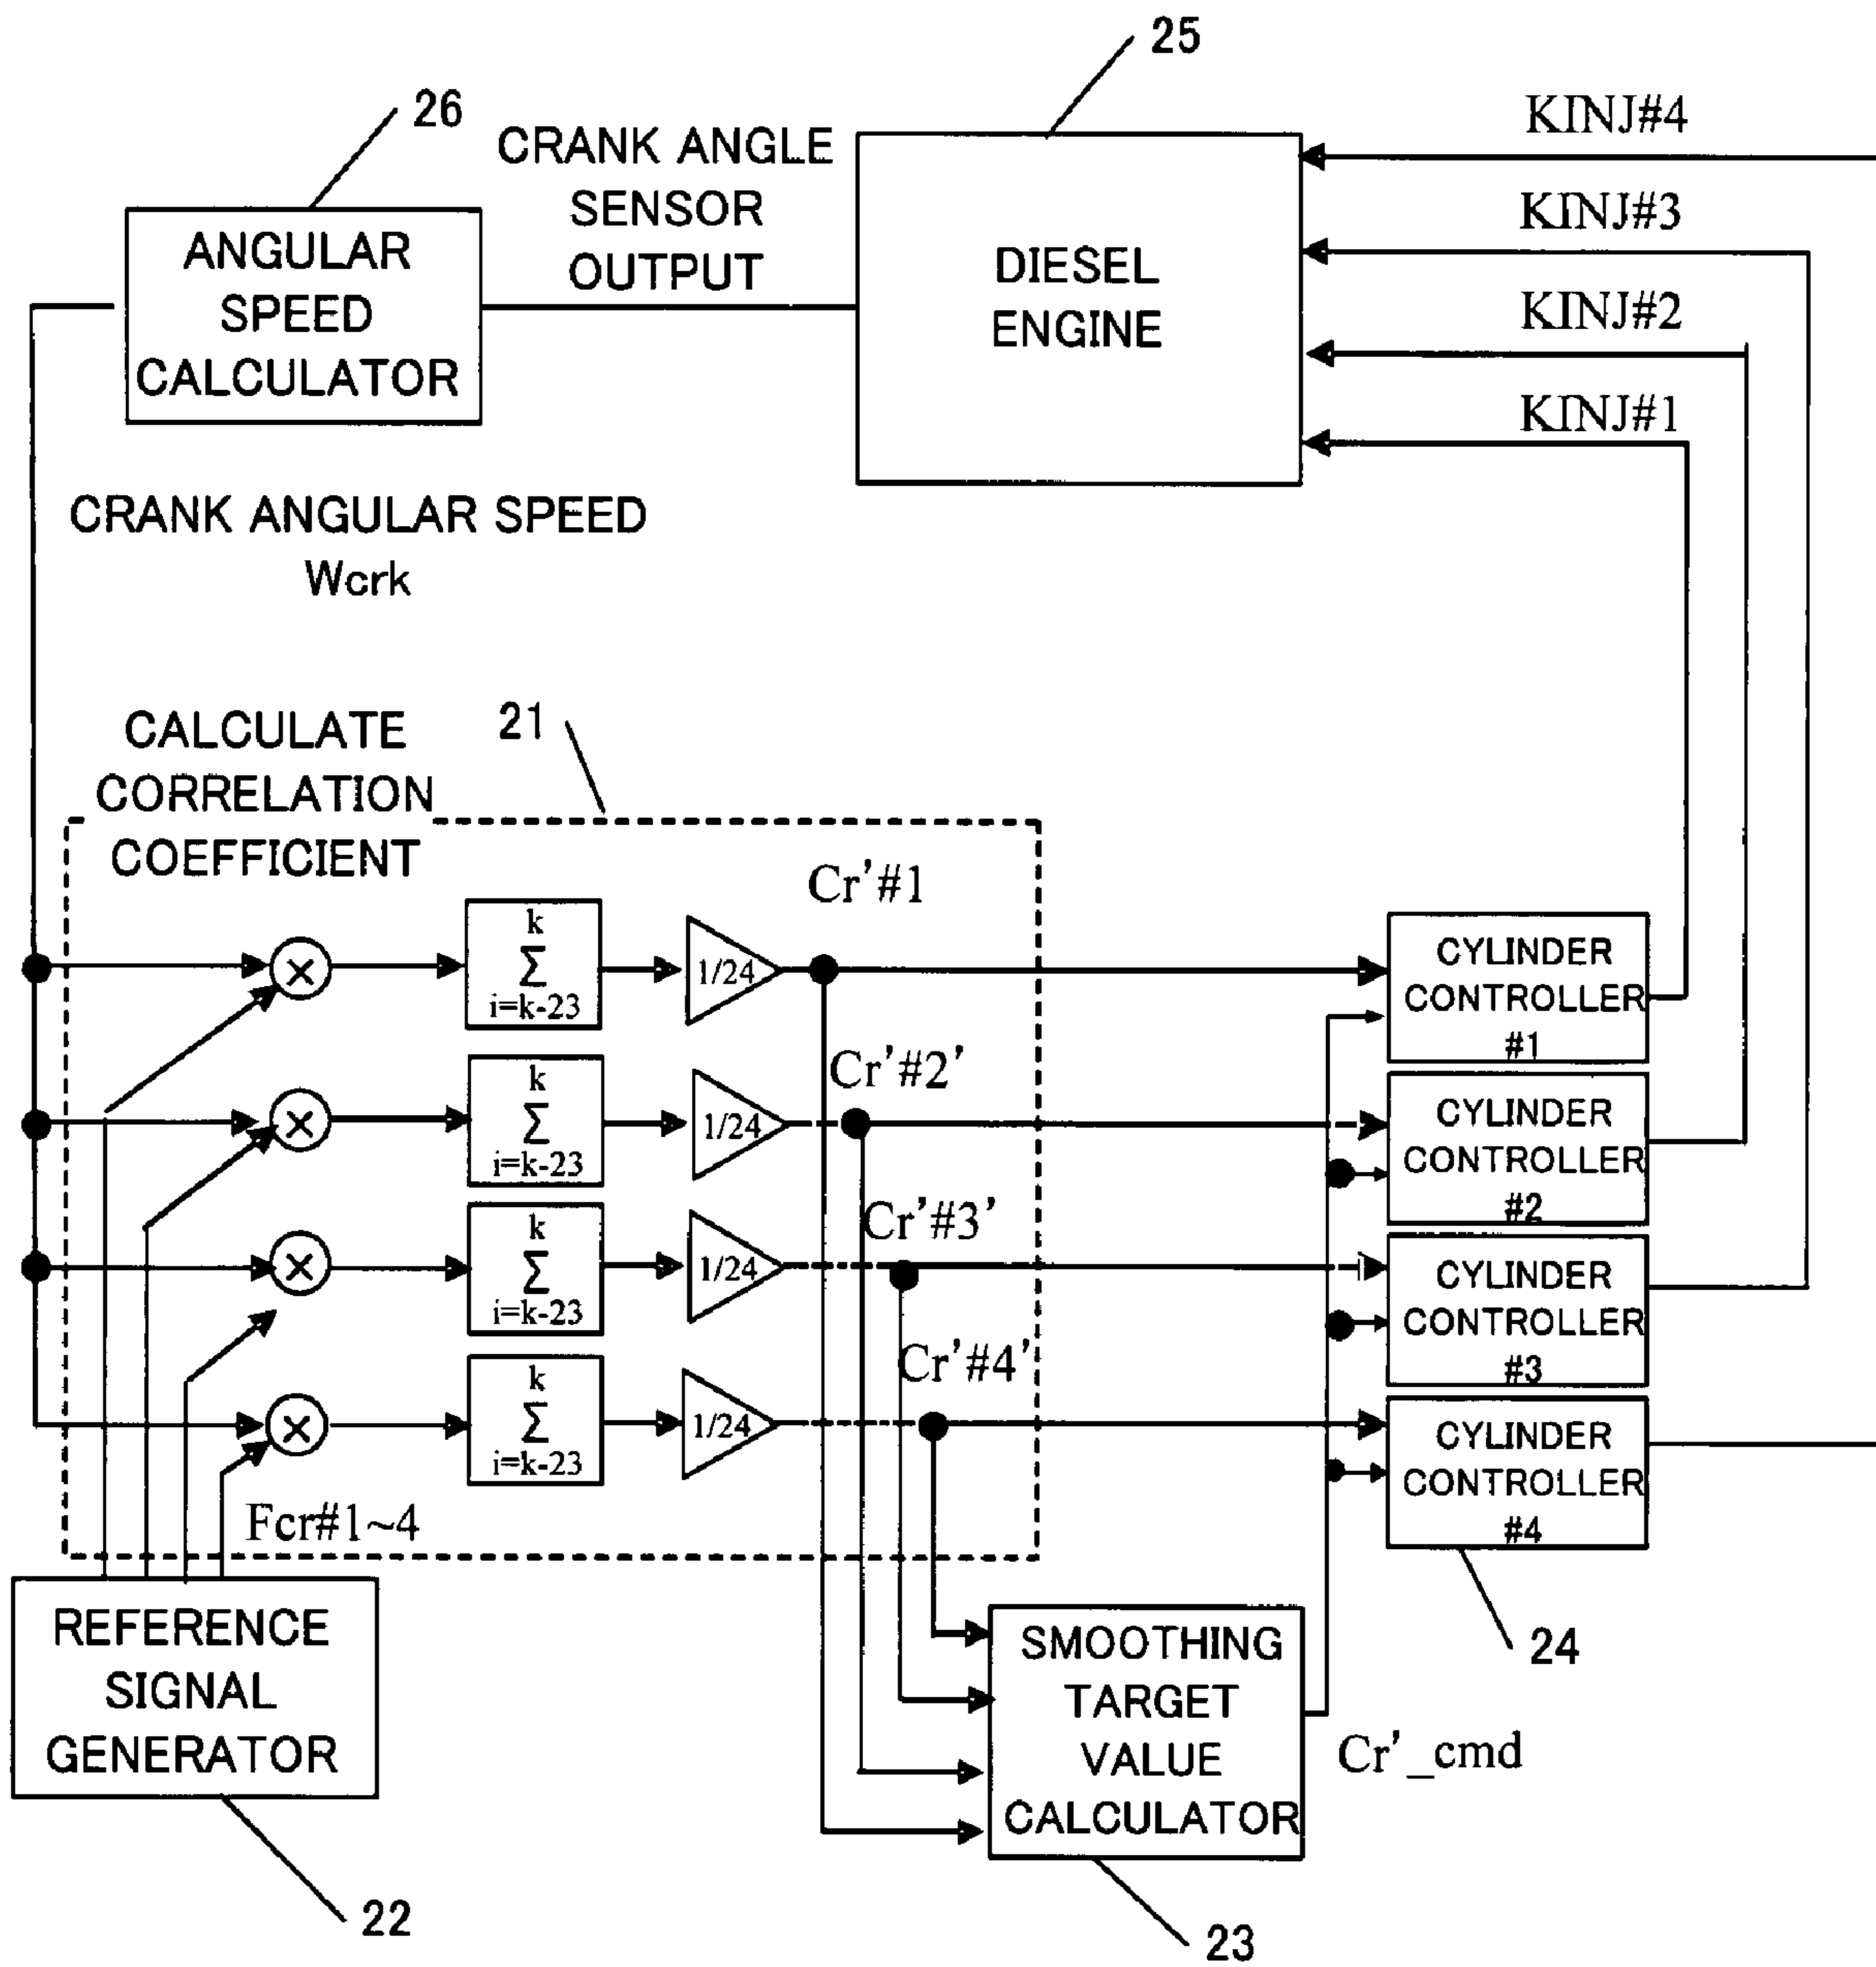 25
26
KINJ#4
CRANK ANGLE
SENSOR
OUTPUT
KINJ#3
ANGULAR
SPEED
CALCULATOR
DIESEL
ENGINE
KINJ#2
KINJ#1
CRANK ANGULAR SPEED
Wcrk
CALCULATE
CORRELATION
COEFFICIENT
21
Cr'#1
k
Σ
i=k-23
1/24
CYLINDER
CONTROLLER
#1
Cr'#2'
k
Σ
i=k-23
1/24
CYLINDER
CONTROLLER
#2
Cr'#3'
k
Σ
i=k-23
1/24
CYLINDER
CONTROLLER
#3
Cr'#4'
k
Σ
i=k-23
1/24
CYLINDER
CONTROLLER
#4
Fcr#1~4
REFERENCE
SIGNAL
GENERATOR
SMOOTHING
TARGET
VALUE
CALCULATOR
24
Cr'_cmd
22
23